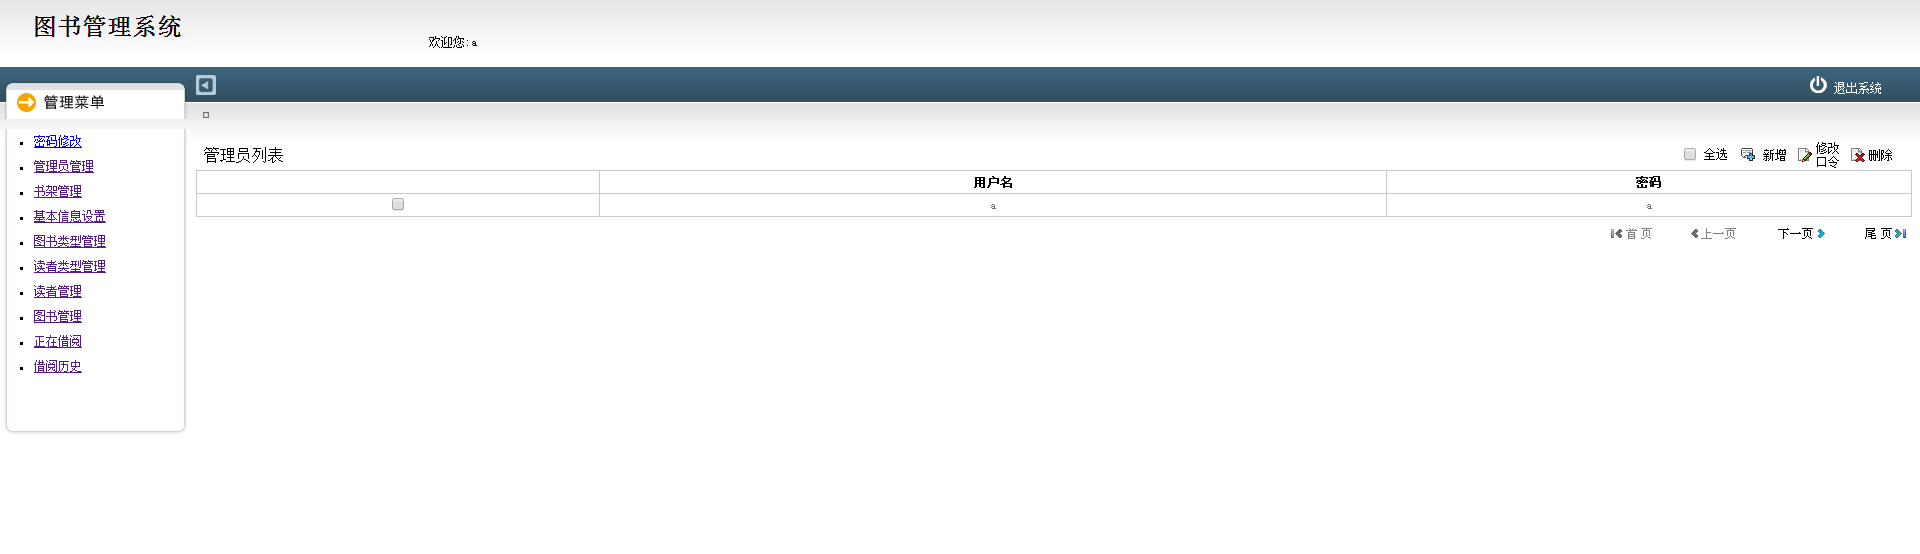 图书管理系统
欢迎您:a
退出系统
管理菜单
密码修改
管理员管理
书架管理
基本信息设置
图书类型管理
读者类型管理
读者管理
图书管理
正在借阅
借阅历史
管理员列表
全选 新增 修改口令 删除
用户名 密码
a a
首 页 上一页 下一页 尾 页